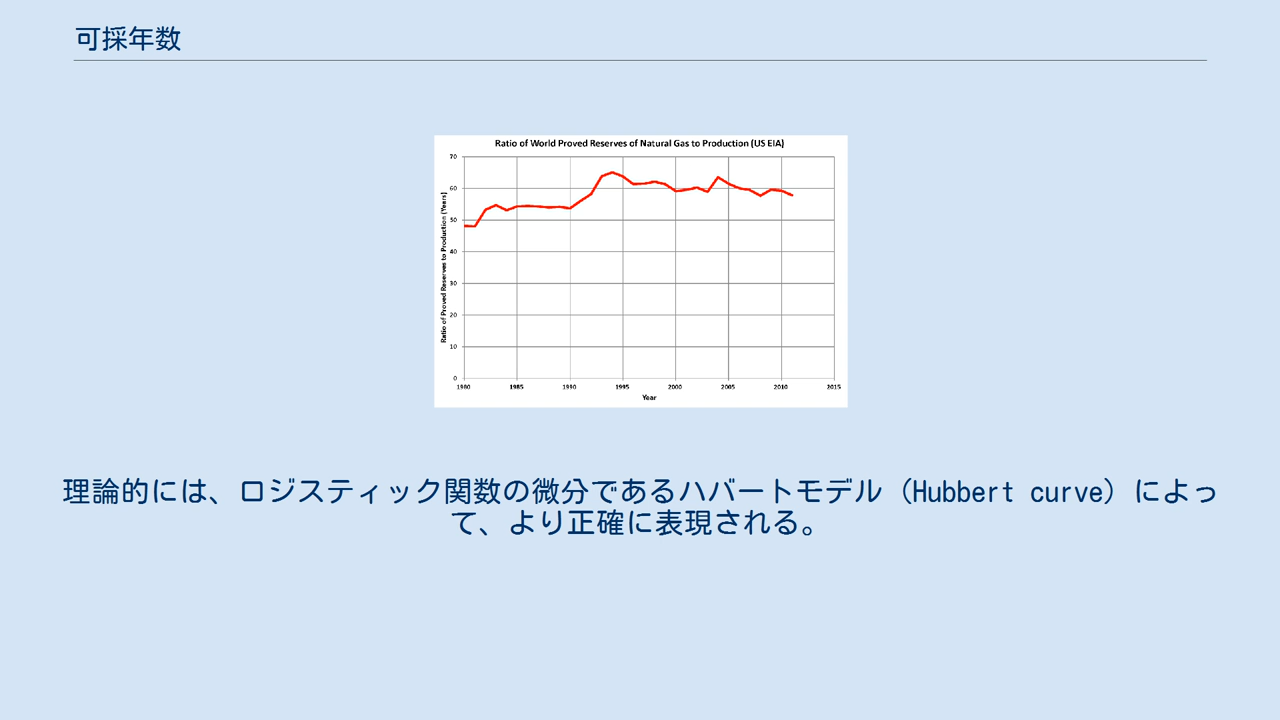 可採年数
Ratio of World Proved Reserves of Natural Gas to Production (US EIA)
Ratio of Proved Reserves to Production (Years)
70
60
50
40
30
20
10
0
1980 1985 1990 1995 2000 2005 2010 2015
Year
理論的には、ロジスティック関数の微分であるハバートモデル（Hubbert curve）によっ
て、より正確に表現される。